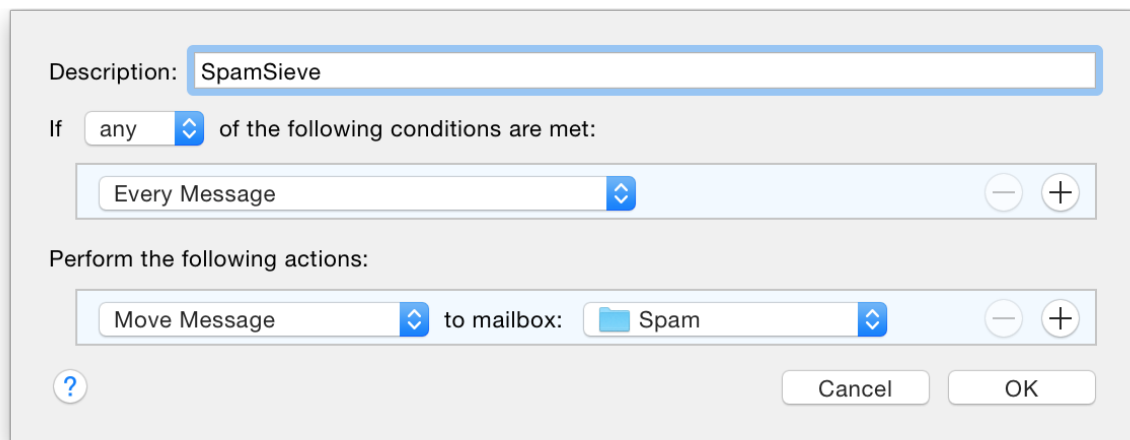 Description: SpamSieve
If any of the following conditions are met:
Every Message
Perform the following actions:
Move Message to mailbox: Spam
? Cancel OK